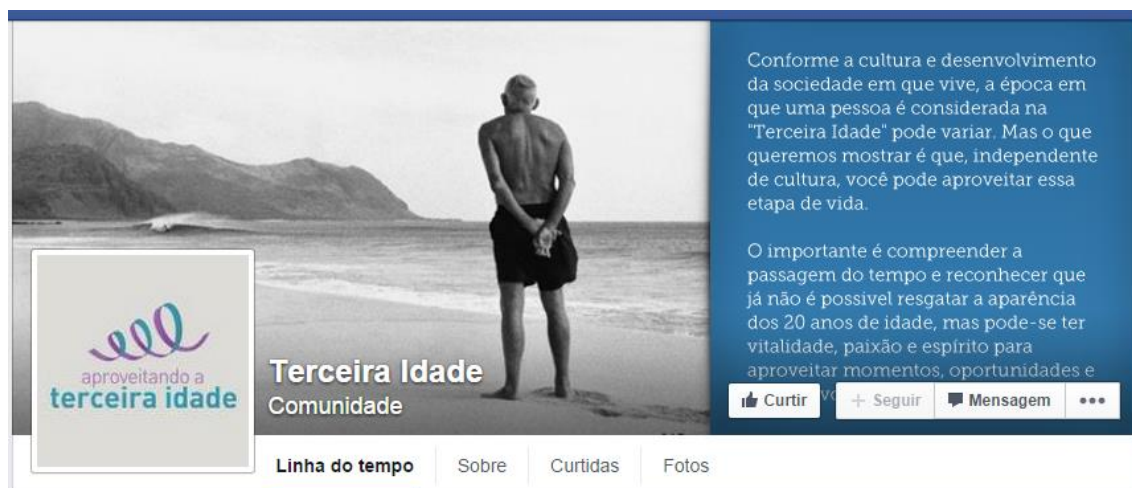 Conforme a cultura e desenvolvimento
da sociedade em que vive, a época em
que uma pessoa é considerada na
"Terceira Idade" pode variar. Mas o que
queremos mostrar é que, independente
de cultura, você pode aproveitar essa
etapa de vida.
O importante é compreender a
passagem do tempo e reconhecer que
já não é possivel resgatar a aparência
dos 20 anos de idade, mas pode-se ter
vitalidade, paixão e espírito para
aproveitar momentos, oportunidades e
aproveitando a
terceira idade
Terceira Idade
Comunidade
Curtir
+ Seguir
Mensagem
•••
Linha do tempo
Sobre
Curtidas
Fotos